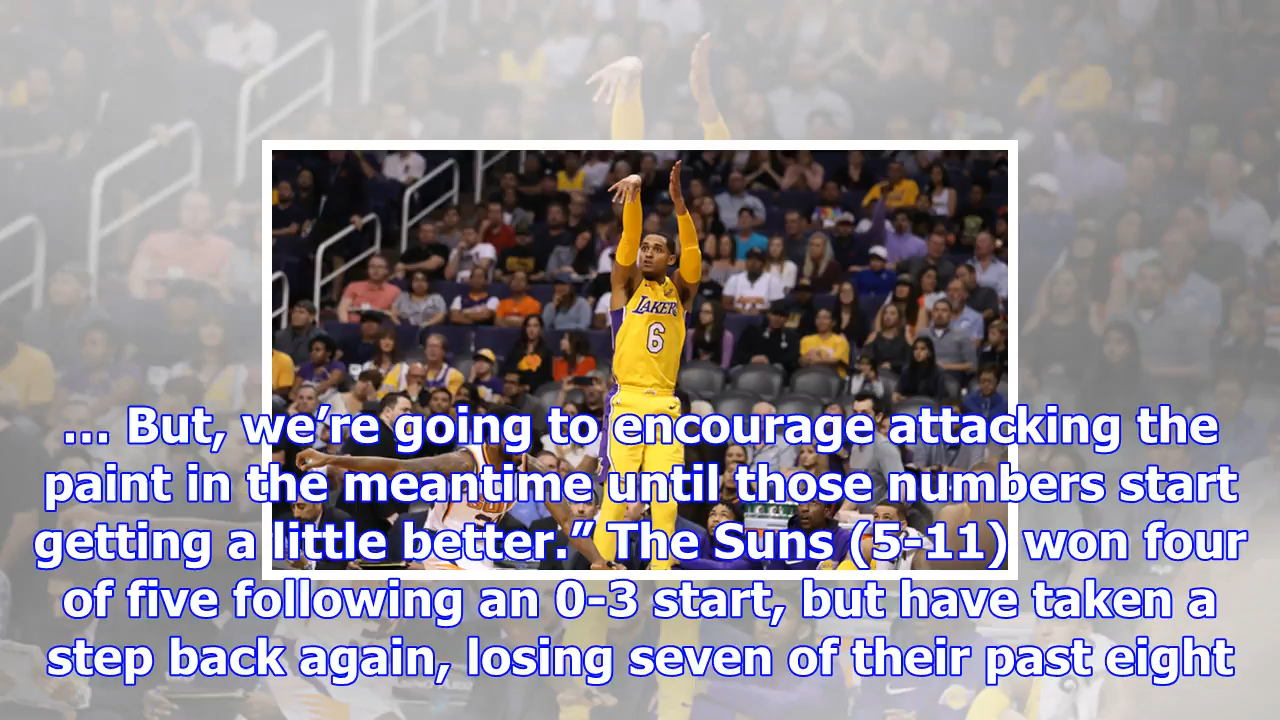 LAKERS
6
... But, we’re going to encourage attacking the
paint in the meantime until those numbers start
getting a little better.” The Suns (5-11) won four
of five following an 0-3 start, but have taken a
step back again, losing seven of their past eight